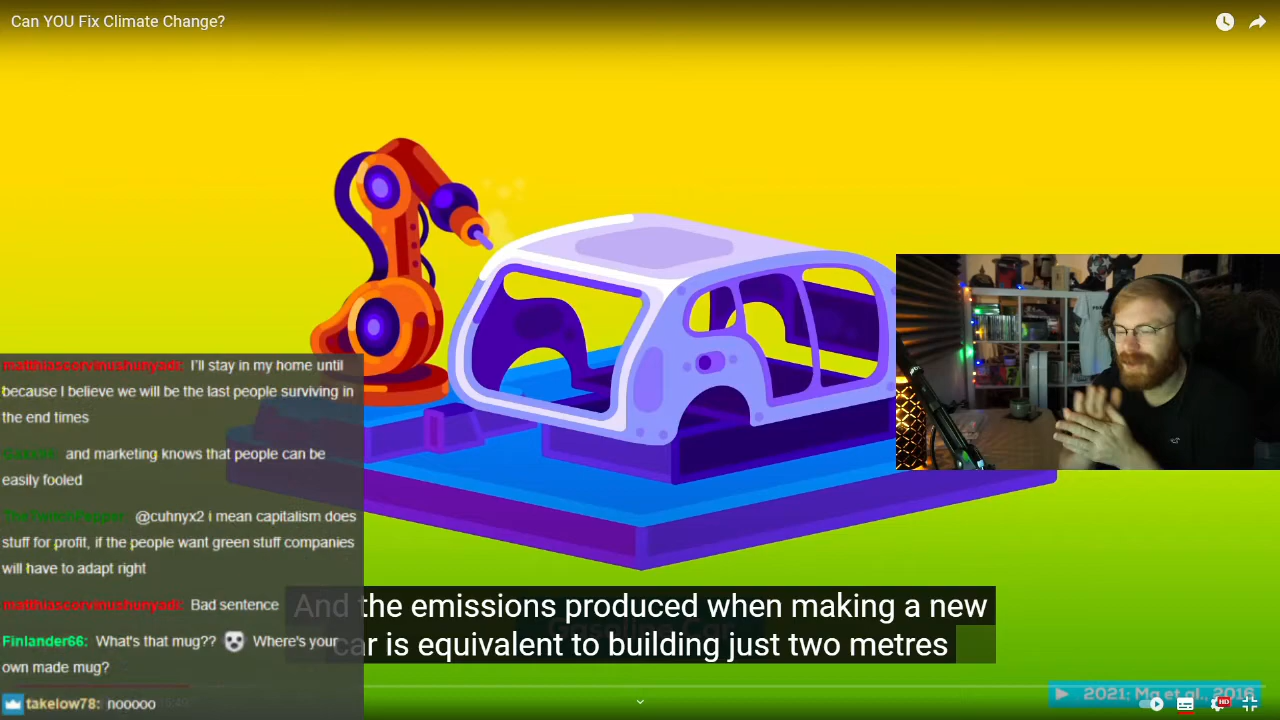 Can YOU Fix Climate Change?
matthiascorvinushunyadi: I'll stay in my home until
because I believe we will be the last people surviving in
the end times
and marketing knows that people can be
easily fooled
@cuhnyx2 i mean capitalism does
stuff for profit, if the people want green stuff companies
will have to adapt right
matthiascorvinushunyadi: Bad sentence
Finlander66: What's that mug?? Where's your
own made mug?
takelow78: nooooo
And the emissions produced when making a new
car is equivalent to building just two metres
2021; Ma et al., 2016
HD